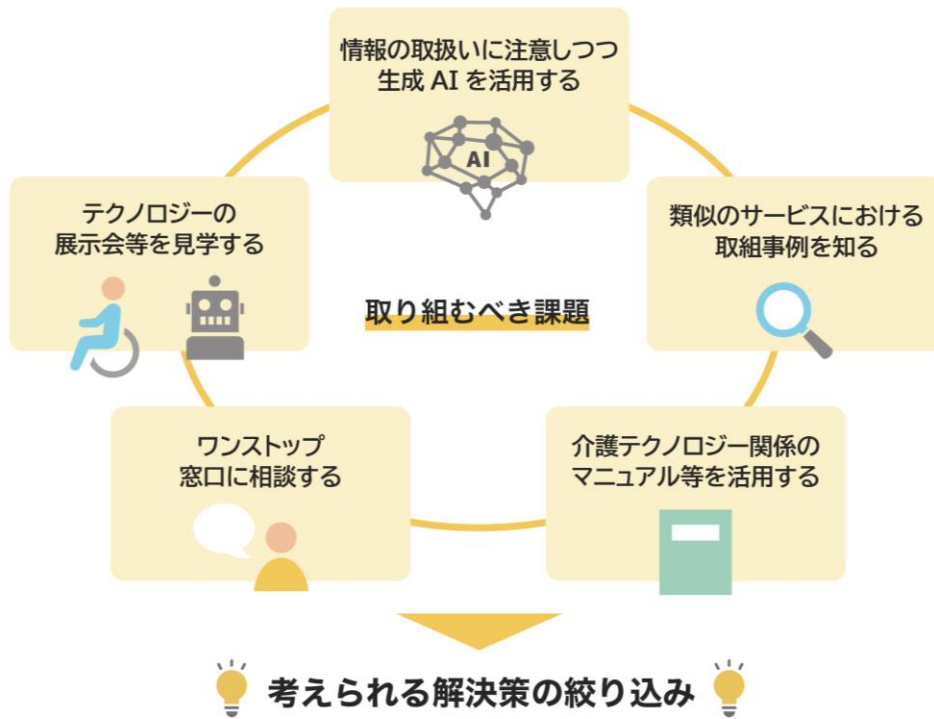 情報の取扱いに注意しつつ
生成 AI を活用する
AI
テクノロジーの
展示会等を見学する
類似のサービスにおける
取組事例を知る
取り組むべき課題
ワンストップ
窓口に相談する
介護テクノロジー関係の
マニュアル等を活用する
考えられる解決策の絞り込み